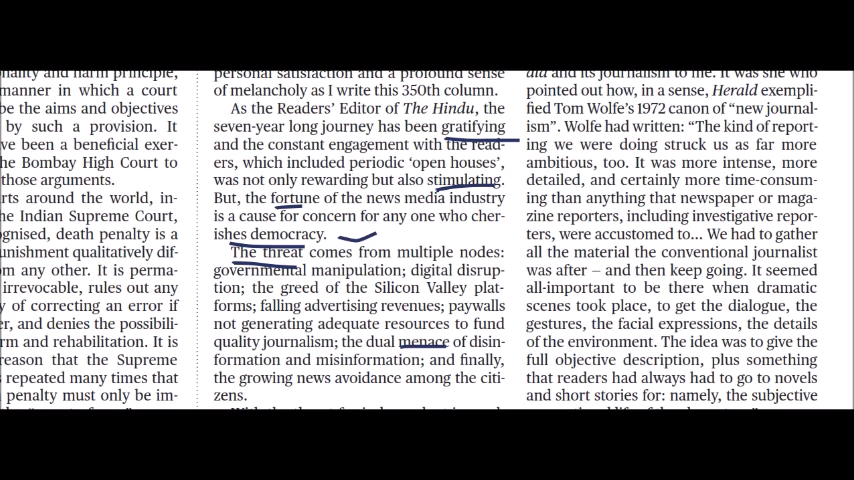 manner in which a court
be the aims and objectives
by such a provision. It
ve been a beneficial exer-
he Bombay High Court to
those arguments.
rts around the world, in-
ne Indian Supreme Court,
ognised, death penalty is a
unishment qualitatively dif-
m any other. It is perma-
irrevocable, rules out any
y of correcting an error if
er, and denies the possibili-
rm and rehabilitation. It is
reason that the Supreme
s repeated many times that
penalty must only be im-
personal satisfaction and a profound sense
of melancholy as I write this 350th column.
As the Readers' Editor of The Hindu, the
seven-year long journey has been gratifying
and the constant engagement with the read-
ers, which included periodic 'open houses',
was not only rewarding but also stimulating.
But, the fortune of the news media industry
is a cause for concern for any one who cher-
ishes democracy.
The threat comes from multiple nodes:
governmental manipulation; digital disrup-
tion; the greed of the Silicon Valley plat-
forms; falling advertising revenues; paywalls
not generating adequate resources to fund
quality journalism; the dual menace of disin-
formation and misinformation; and finally,
the growing news avoidance among the citi-
zens.
and its journalism to me. It was she who
pointed out how, in a sense, Herald exempli-
fied Tom Wolfe's 1972 canon of "new journal-
ism". Wolfe had written: "The kind of report-
ing we were doing struck us as far more
ambitious, too. It was more intense, more
detailed, and certainly more time-consum-
ing than anything that newspaper or maga-
zine reporters, including investigative repor-
ters, were accustomed to... We had to gather
all the material the conventional journalist
was after – and then keep going. It seemed
all-important to be there when dramatic
scenes took place, to get the dialogue, the
gestures, the facial expressions, the details
of the environment. The idea was to give the
full objective description, plus something
that readers had always had to go to novels
and short stories for: namely, the subjective